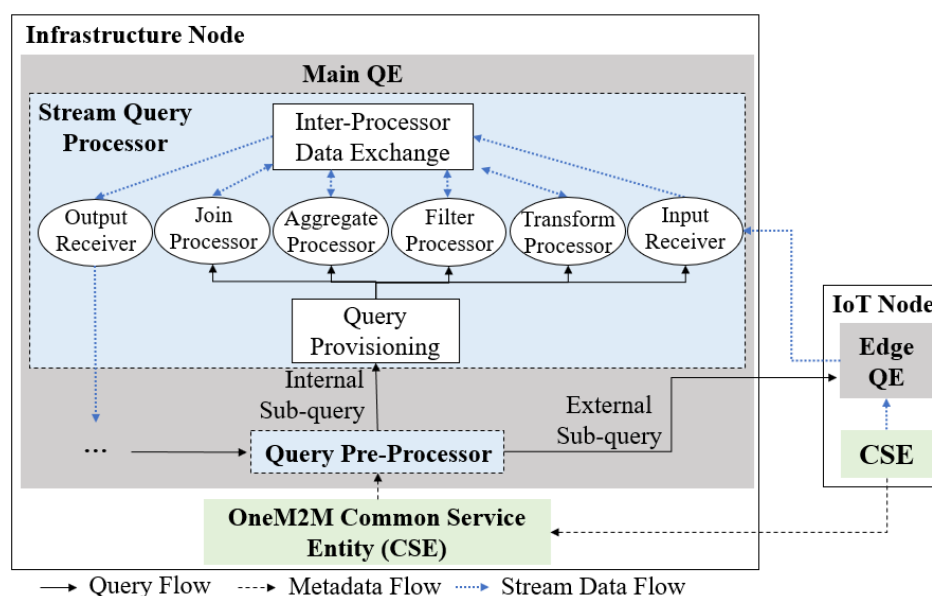 Infrastructure Node
Main QE
Stream Query
Processor
Inter-Processor
Data Exchange
Output
Receiver
Join
Processor
Aggregate
Processor
Filter
Processor
Transform
Processor
Input
Receiver
Query
Provisioning
IoT Node
Edge
QE
CSE
Internal
Sub-query
External
Sub-query
...
Query Pre-Processor
OneM2M Common Service
Entity (CSE)
Query Flow
Metadata Flow
Stream Data Flow